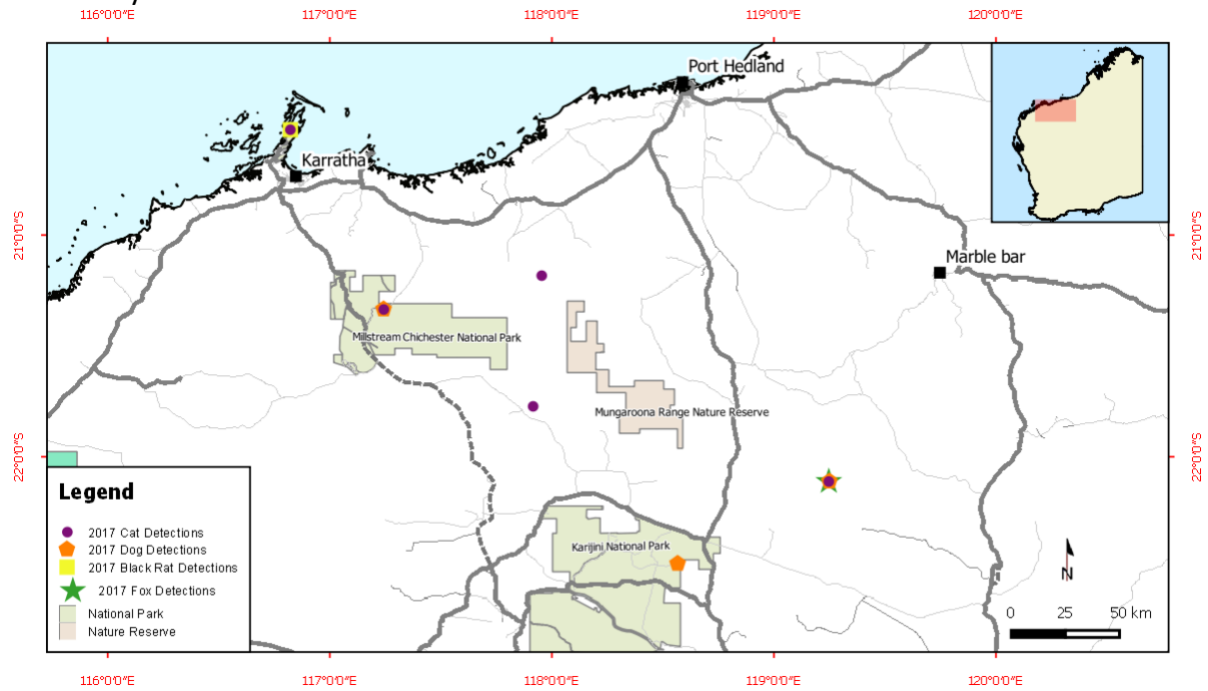 116°0'0"E 117°0'0"E 118°0'0"E 119°0'0"E 120°0'0"E
Port Hedland
Karratha
21°0'0"S 21°0'0"S
Marble bar
Millstream Chichester National Park
Mungaroona Range Nature Reserve
22°0'0"S 22°0'0"S
Legend
2017 Cat Detections
2017 Dog Detections
2017 Black Rat Detections
2017 Fox Detections
National Park
Nature Reserve
Karijini National Park
N
0 25 50 km
116°0'0"E 117°0'0"E 118°0'0"E 119°0'0"E 120°0'0"E